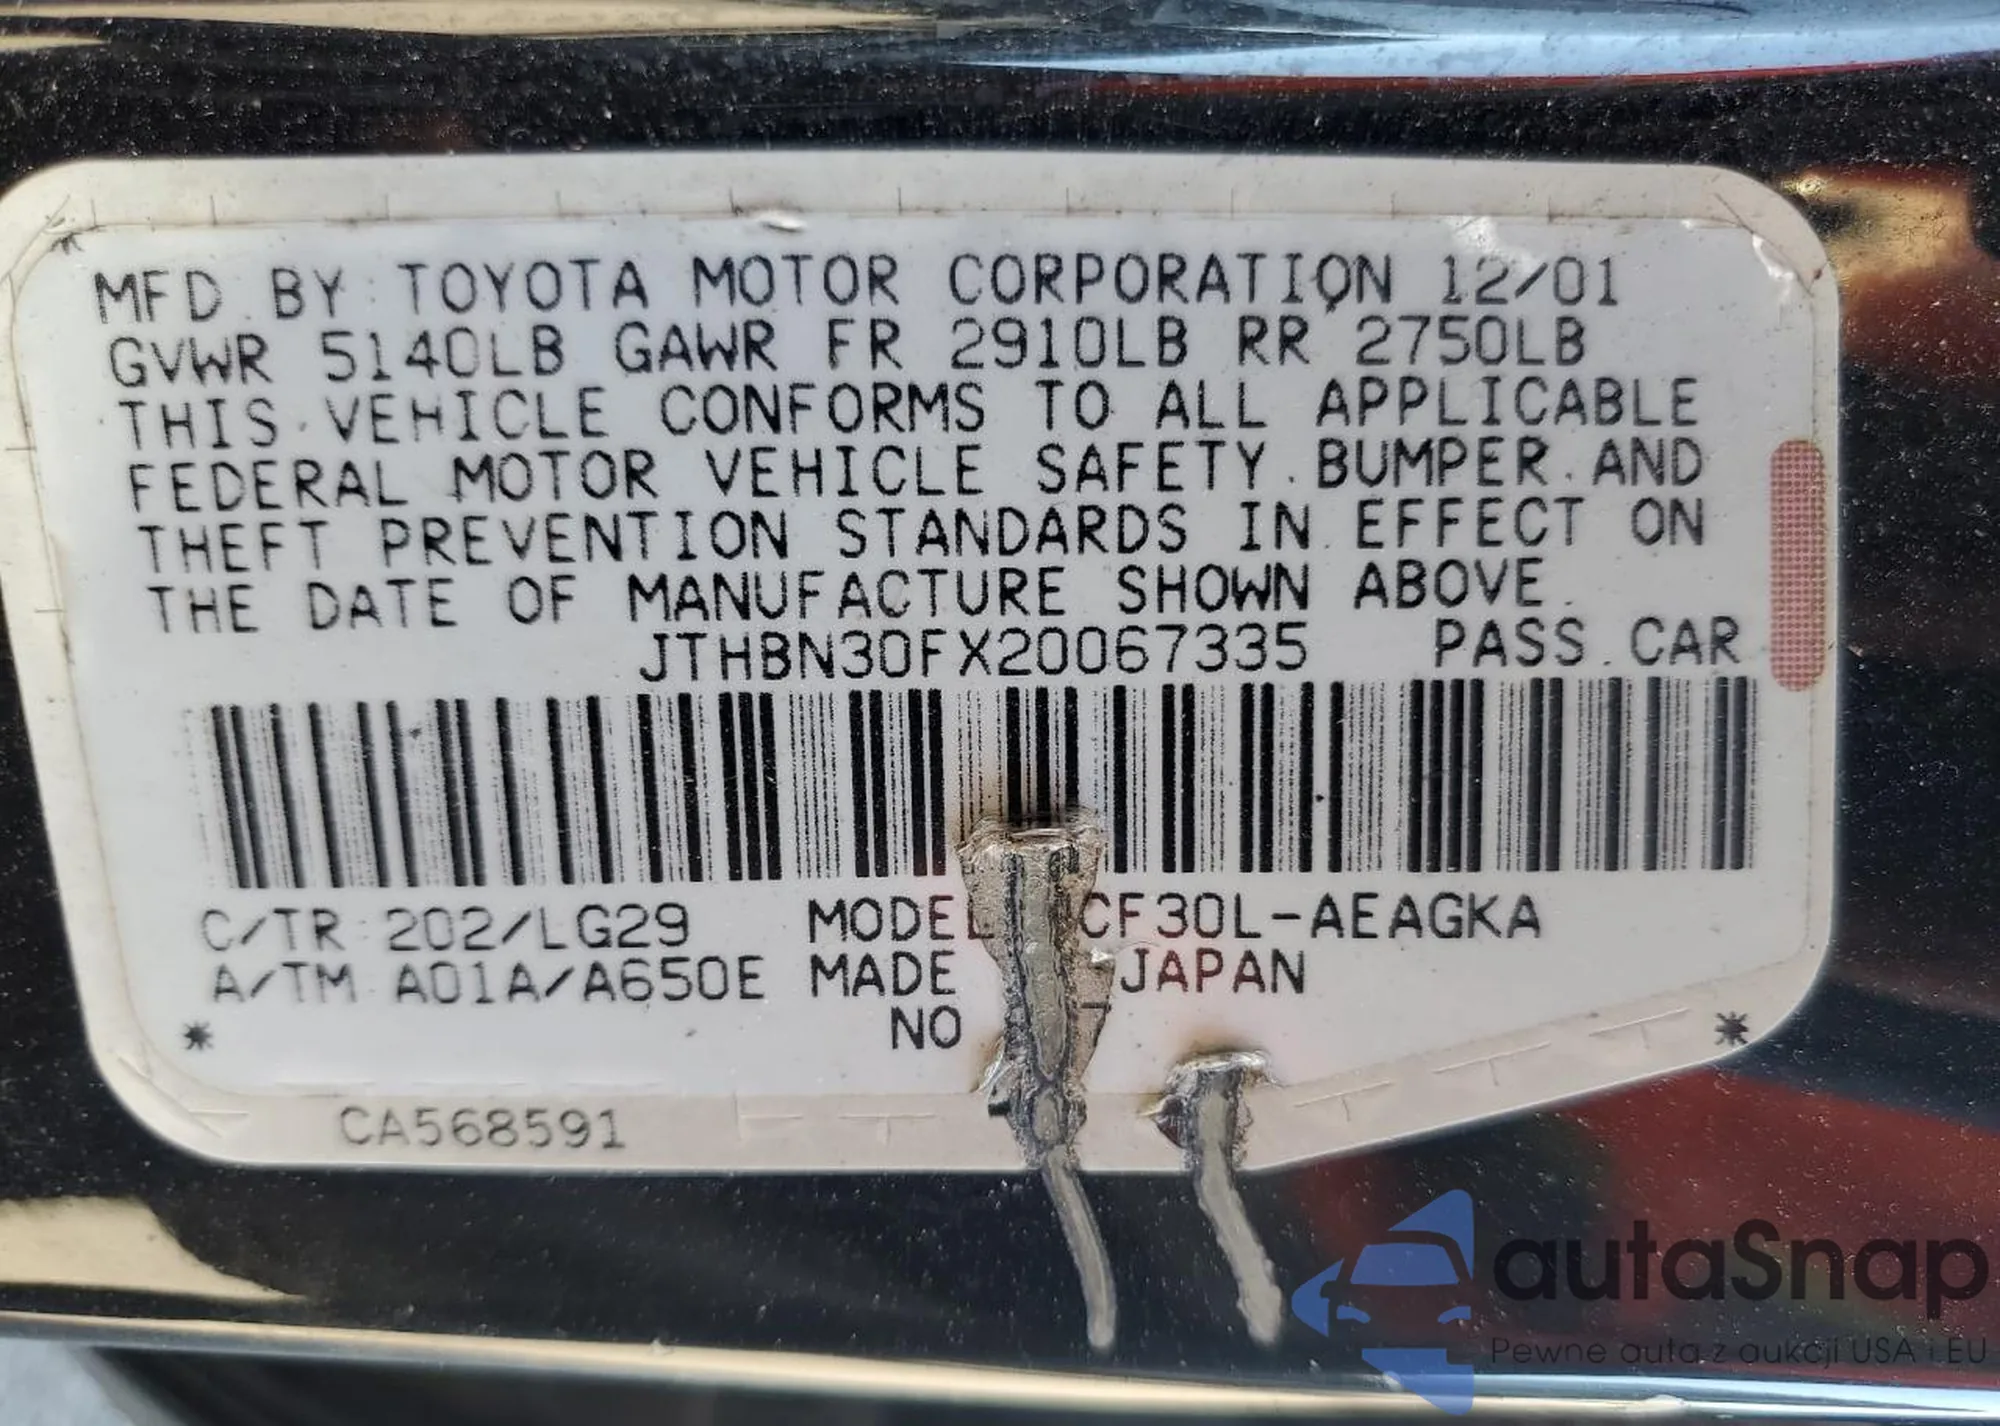 MFD. BY: TOYOTA MOTOR CORPORATION 12/01
GVWR 5140LB GAWR FR 2910LB RR 2750LB
THIS VEHICLE CONFORMS TO ALL APPLICABLE
FEDERAL MOTOR VEHICLE SAFETY. BUMPER. AND
THEFT PREVENTION STANDARDS IN EFFECT ON
THE DATE OF MANUFACTURE SHOWN ABOVE.
JTHBN30FX20067335 PASS. CAR
C/TR: 202/LG29 MODEL CF30L-AEAGKA
A/TM: A01A/A650E MADE JAPAN
* NO *
CA568591
autaSnap
Pewne auta z aukcji USA i EU